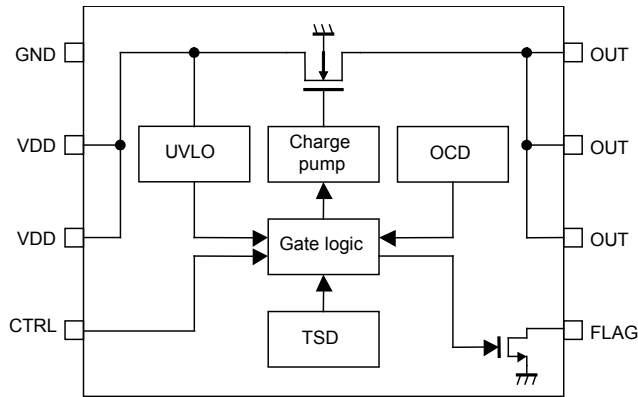 GND
OUT
VDD
UVLO
Charge
pump
OCD
OUT
VDD
Gate logic
OUT
CTRL
TSD
FLAG